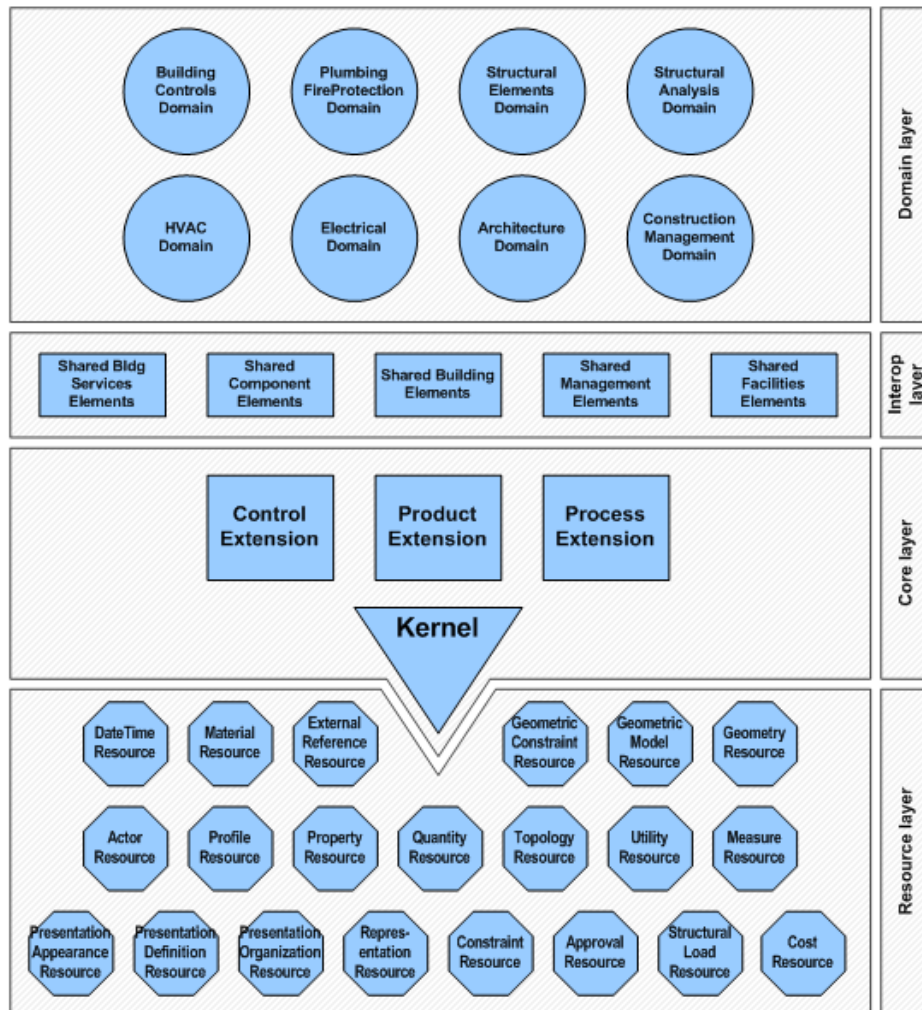 Building
Controls
Domain
Plumbing
FireProtection
Domain
Structural
Elements
Domain
Structural
Analysis
Domain
HVAC
Domain
Electrical
Domain
Architecture
Domain
Construction
Management
Domain
Domain layer
Shared Bldg
Services
Elements
Shared
Component
Elements
Shared Building
Elements
Shared
Management
Elements
Shared
Facilities
Elements
Interop
layer
Control
Extension
Product
Extension
Process
Extension
Kernel
Core layer
DateTime
Resource
Material
Resource
External
Reference
Resource
Geometric
Constraint
Resource
Geometric
Model
Resource
Geometry
Resource
Actor
Resource
Profile
Resource
Property
Resource
Quantity
Resource
Topology
Resource
Utility
Resource
Measure
Resource
Presentation
Appearance
Resource
Presentation
Definition
Resource
Presentation
Organization
Resource
Repres-
entation
Resource
Constraint
Resource
Approval
Resource
Structural
Load
Resource
Cost
Resource
Resource layer